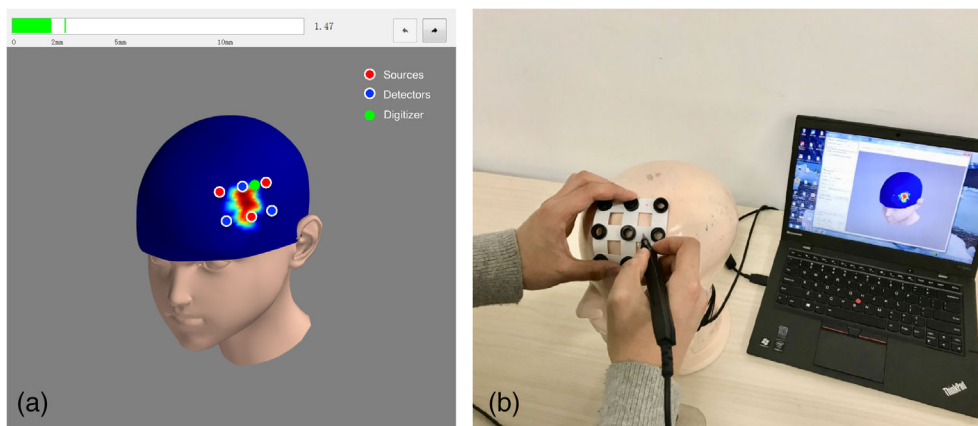 1.47
0 2mm 5mm 10mm
Sources
Detectors
Digitizer
(a)
(b)
ThinkPad